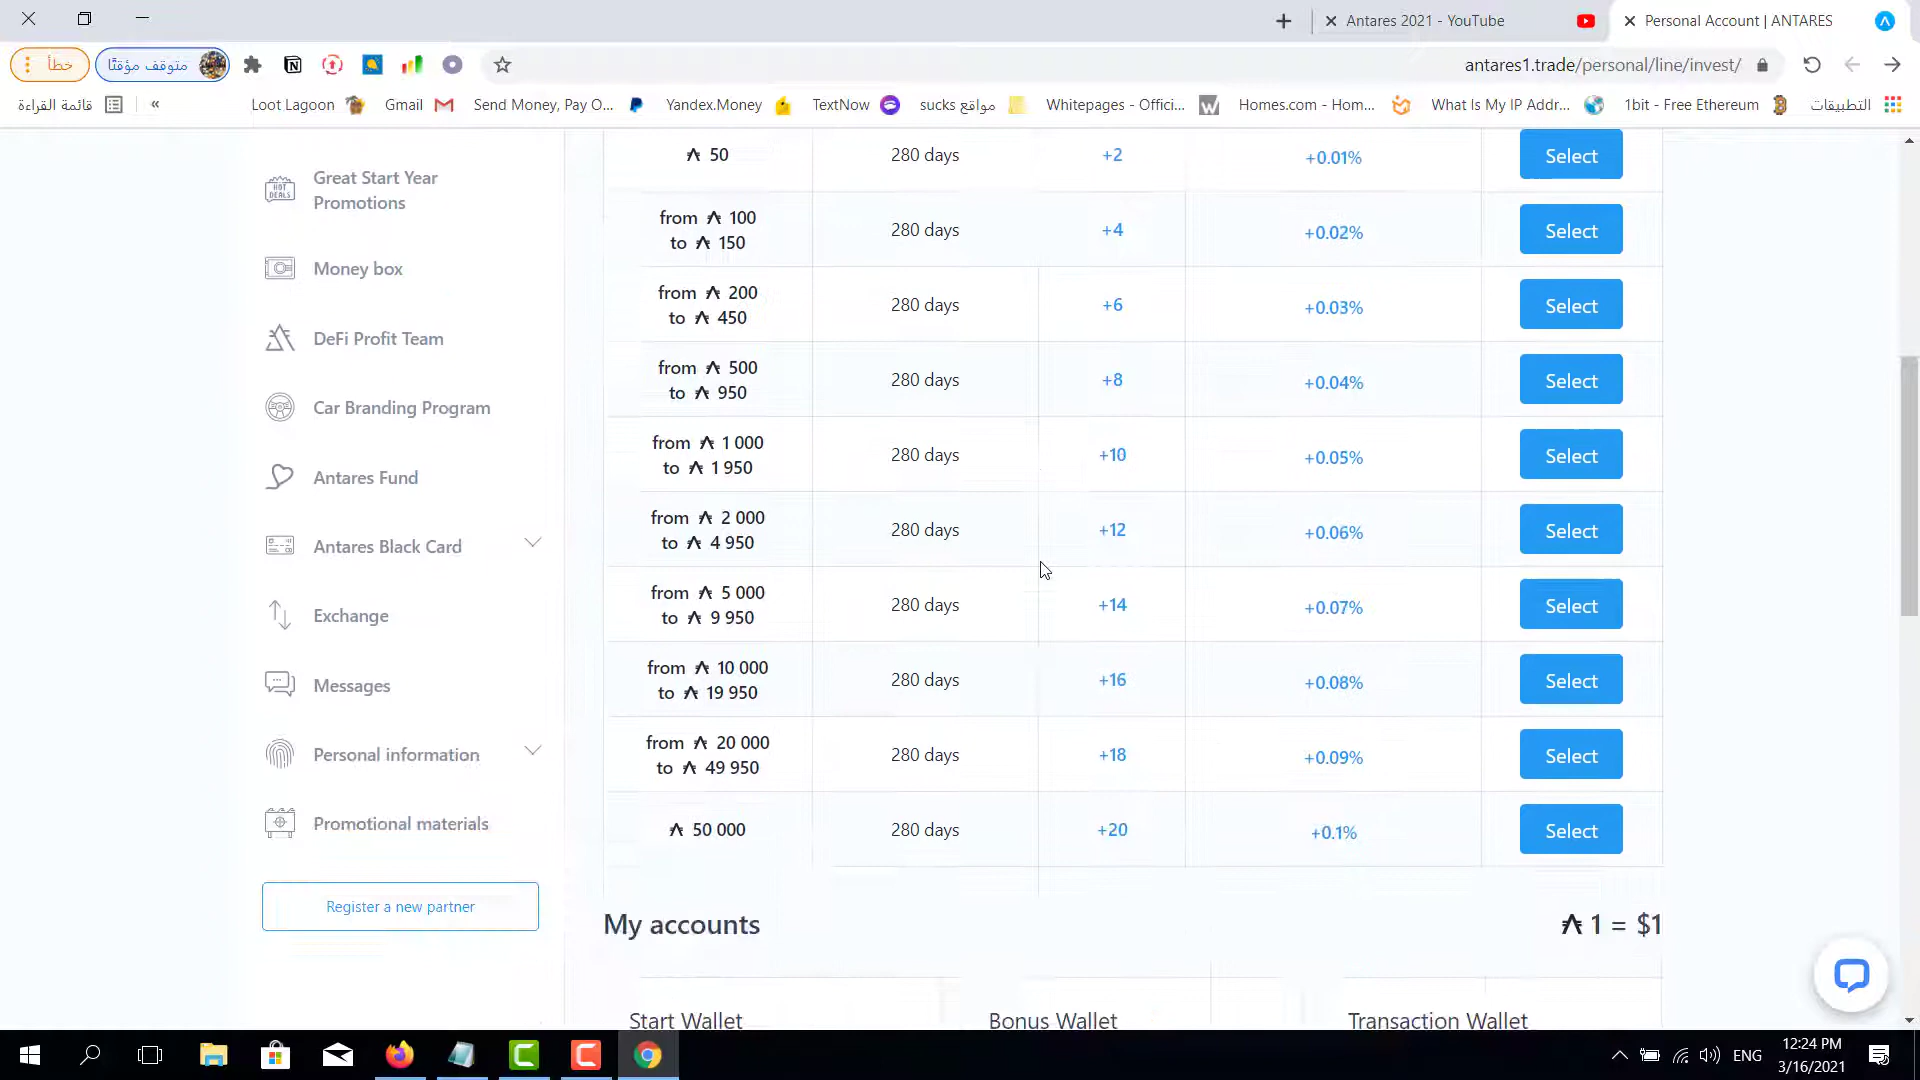 Antares 2021 - YouTube
Personal Account | ANTARES
خطأ
متوقف مؤقتًا
antares1.trade/personal/line/invest/
قائمة القراءة
«
Loot Lagoon
Gmail
Send Money, Pay O...
Yandex.Money
TextNow
مواقع sucks
Whitepages - Offici...
Homes.com - Hom...
What Is My IP Addr...
1bit - Free Ethereum
التطبيقات
HOT DEALS
Great Start Year
Promotions
Money box
DeFi Profit Team
Car Branding Program
Antares Fund
Antares Black Card
Exchange
Messages
Personal information
Promotional materials
Register a new partner
50 280 days +2 +0.01% Select
from 100
to 150
280 days +4 +0.02% Select
from 200
to 450
280 days +6 +0.03% Select
from 500
to 950
280 days +8 +0.04% Select
from 1 000
to 1 950
280 days +10 +0.05% Select
from 2 000
to 4 950
280 days +12 +0.06% Select
from 5 000
to 9 950
280 days +14 +0.07% Select
from 10 000
to 19 950
280 days +16 +0.08% Select
from 20 000
to 49 950
280 days +18 +0.09% Select
50 000 280 days +20 +0.1% Select
My accounts
1 = $1
Start Wallet
Bonus Wallet
Transaction Wallet
ENG
12:24 PM
3/16/2021